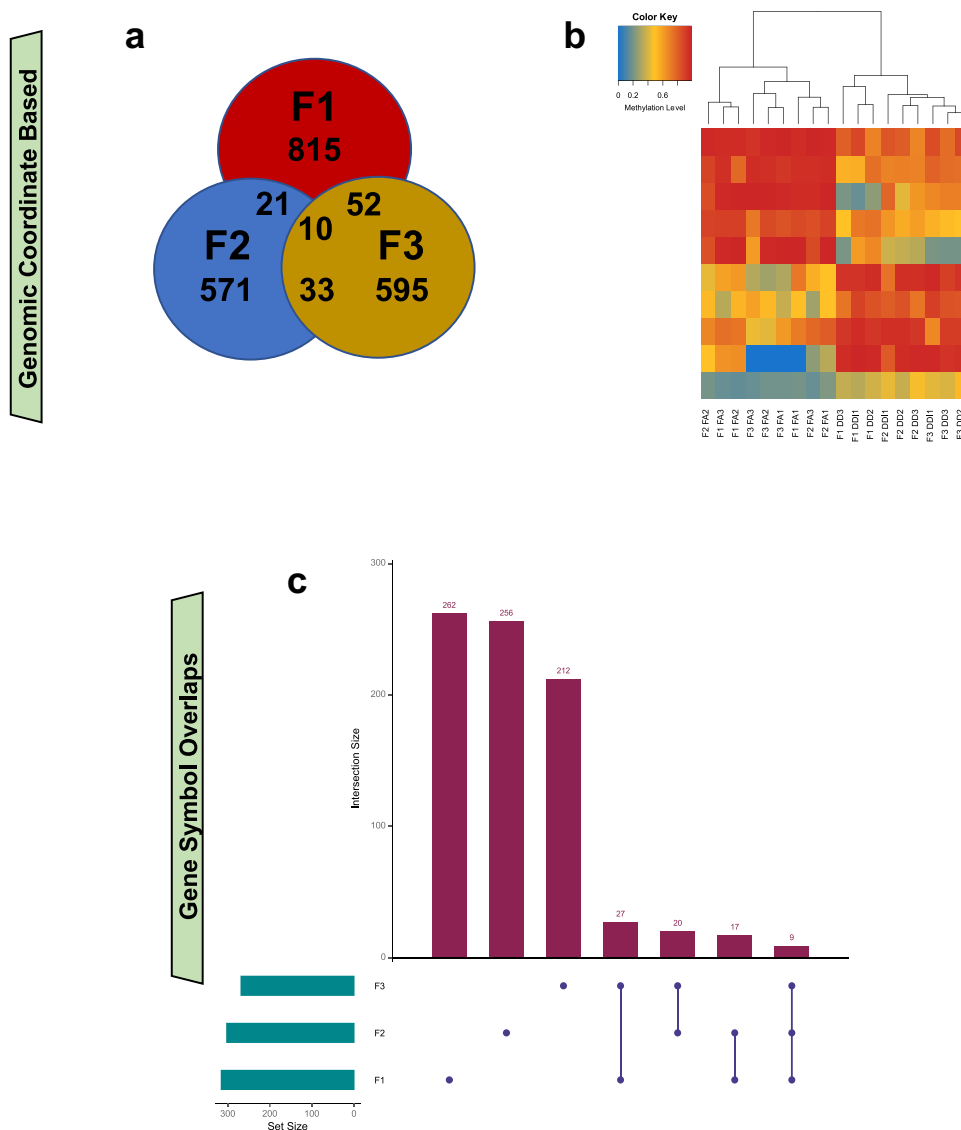 Genomic Coordinate Based
a
F1
815
21
52
10
F2
F3
571
33
595
b
Color Key
0 0.2 0.6
Methylation Level
F2 FA2
F1 FA3
F1 FA2
F3 FA3
F3 FA2
F3 FA1
F1 FA1
F2 FA3
F2 FA1
F1 DD3
F1 DDI1
F1 DD2
F2 DDI1
F2 DD2
F2 DD3
F3 DDI1
F3 DD3
F3 DD2
Gene Symbol Overlaps
c
Intersection Size
300
200
100
0
262
256
212
27
20
17
9
F3
F2
F1
300 200 100 0
Set Size